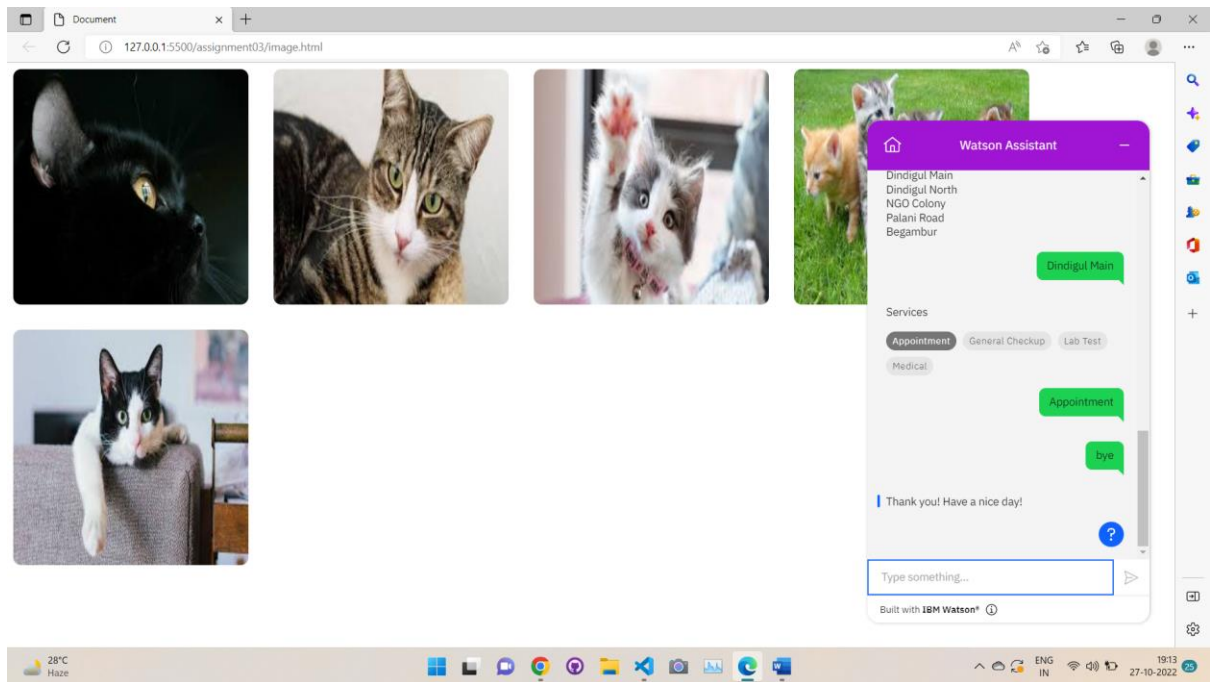 Document
127.0.0.1:5500/assignment03/image.html
Watson Assistant
Dindigul Main
Dindigul North
NGO Colony
Palani Road
Begambur
Dindigul Main
Services
Appointment General Checkup Lab Test
Medical
Appointment
bye
Thank you! Have a nice day!
?
Type something...
Built with IBM Watson®
28°C
Haze
ENG
IN
19:13
27-10-2022
25